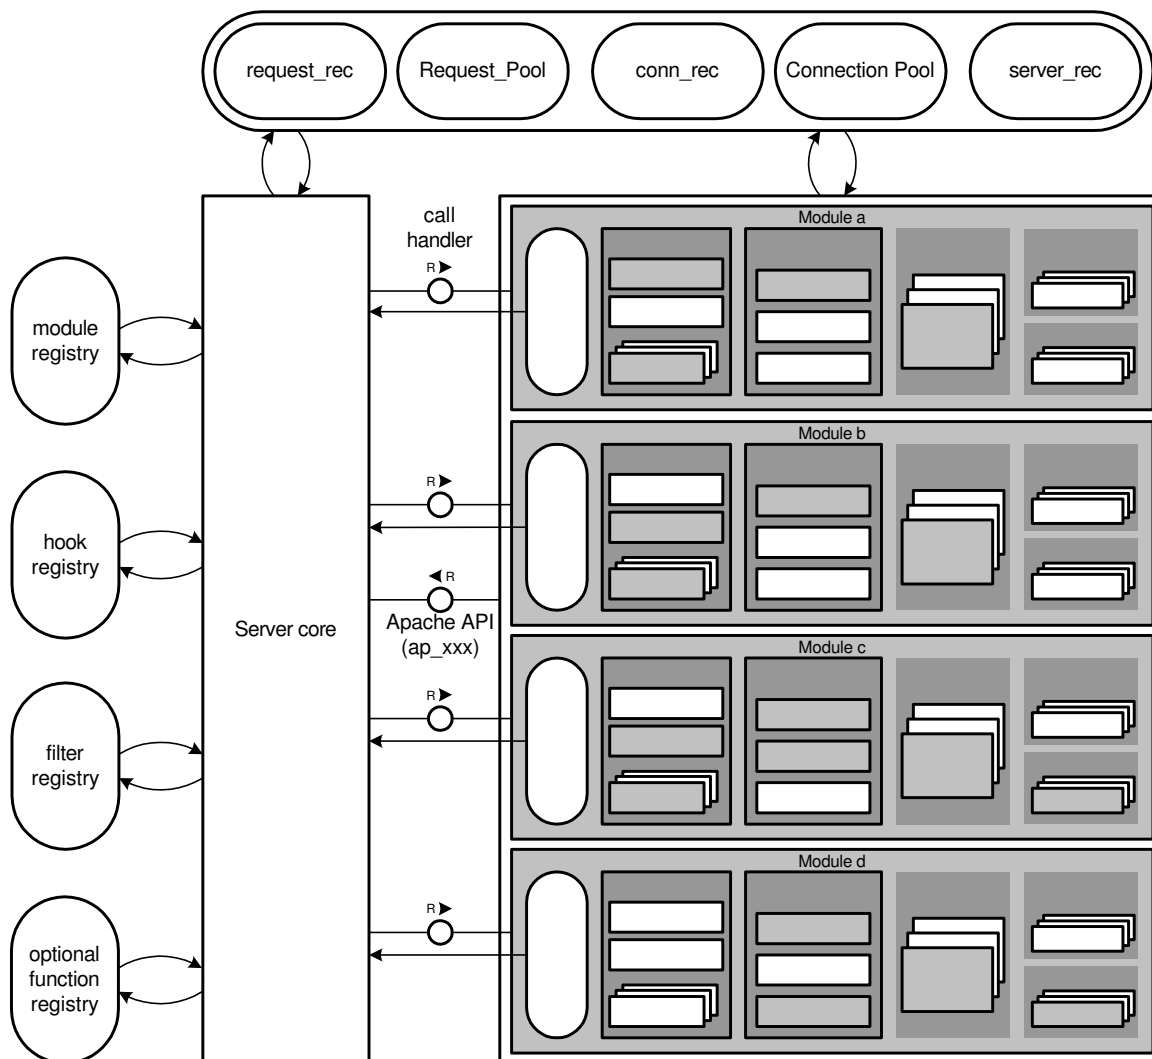 request_rec
Request_Pool
conn_rec
Connection Pool
server_rec
call
handler
R
Module a
module
registry
Module b
R
hook
registry
R
Apache API
(ap_xxx)
Server core
Module c
R
filter
registry
Module d
R
optional
function
registry